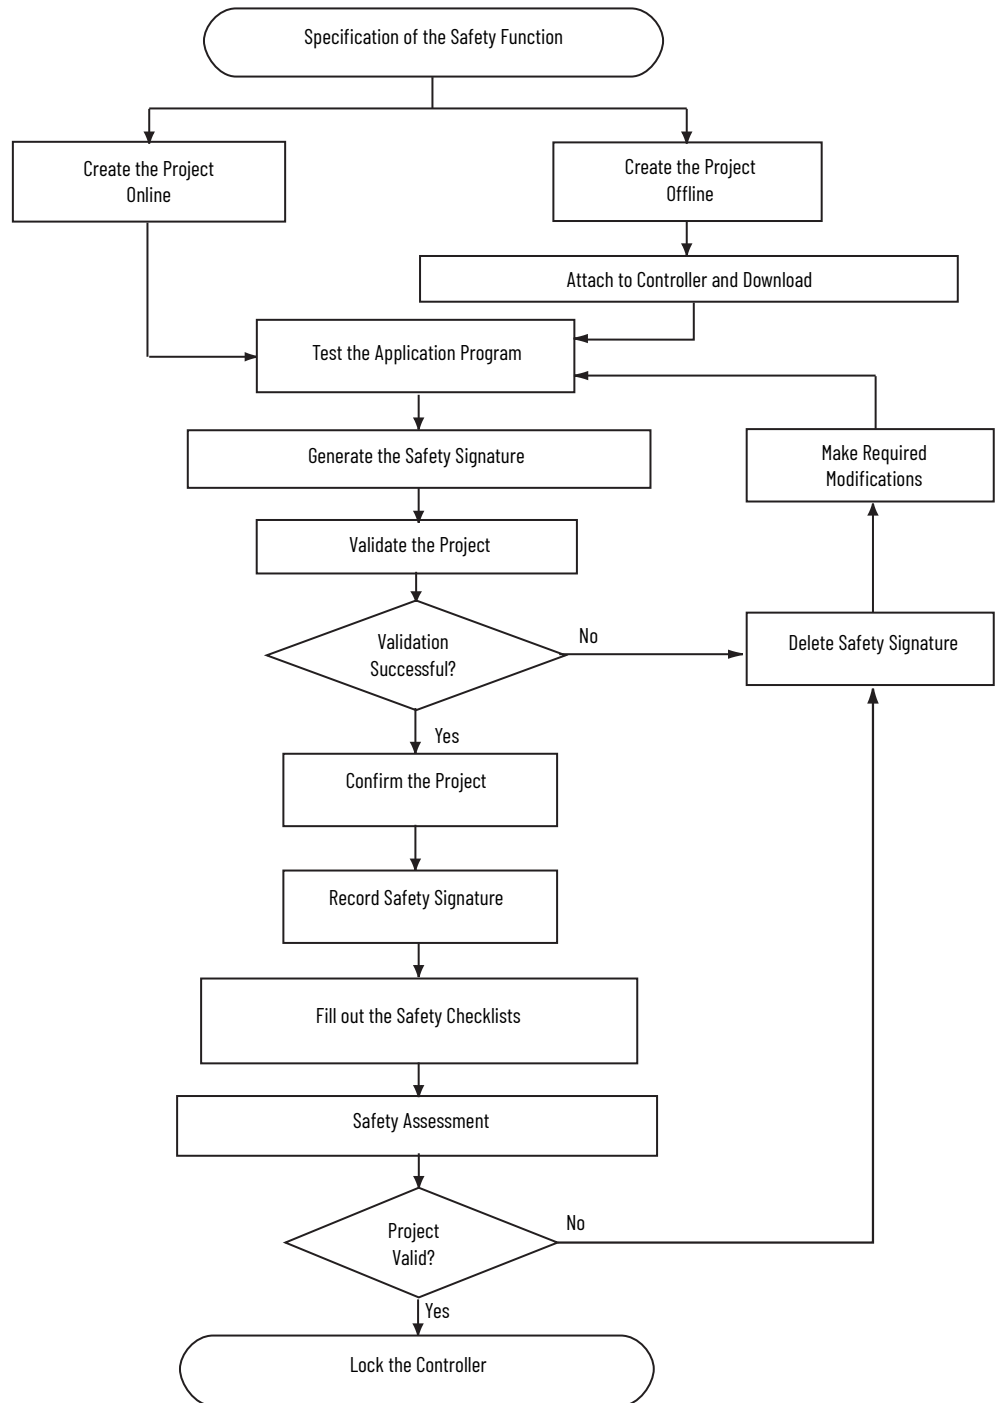 Specification of the Safety Function
Create the Project
Online
Create the Project
Offline
Attach to Controller and Download
Test the Application Program
Generate the Safety Signature
Make Required
Modifications
Validate the Project
Validation
Successful?
No
Delete Safety Signature
Yes
Confirm the Project
Record Safety Signature
Fill out the Safety Checklists
Safety Assessment
Project
Valid?
No
Yes
Lock the Controller